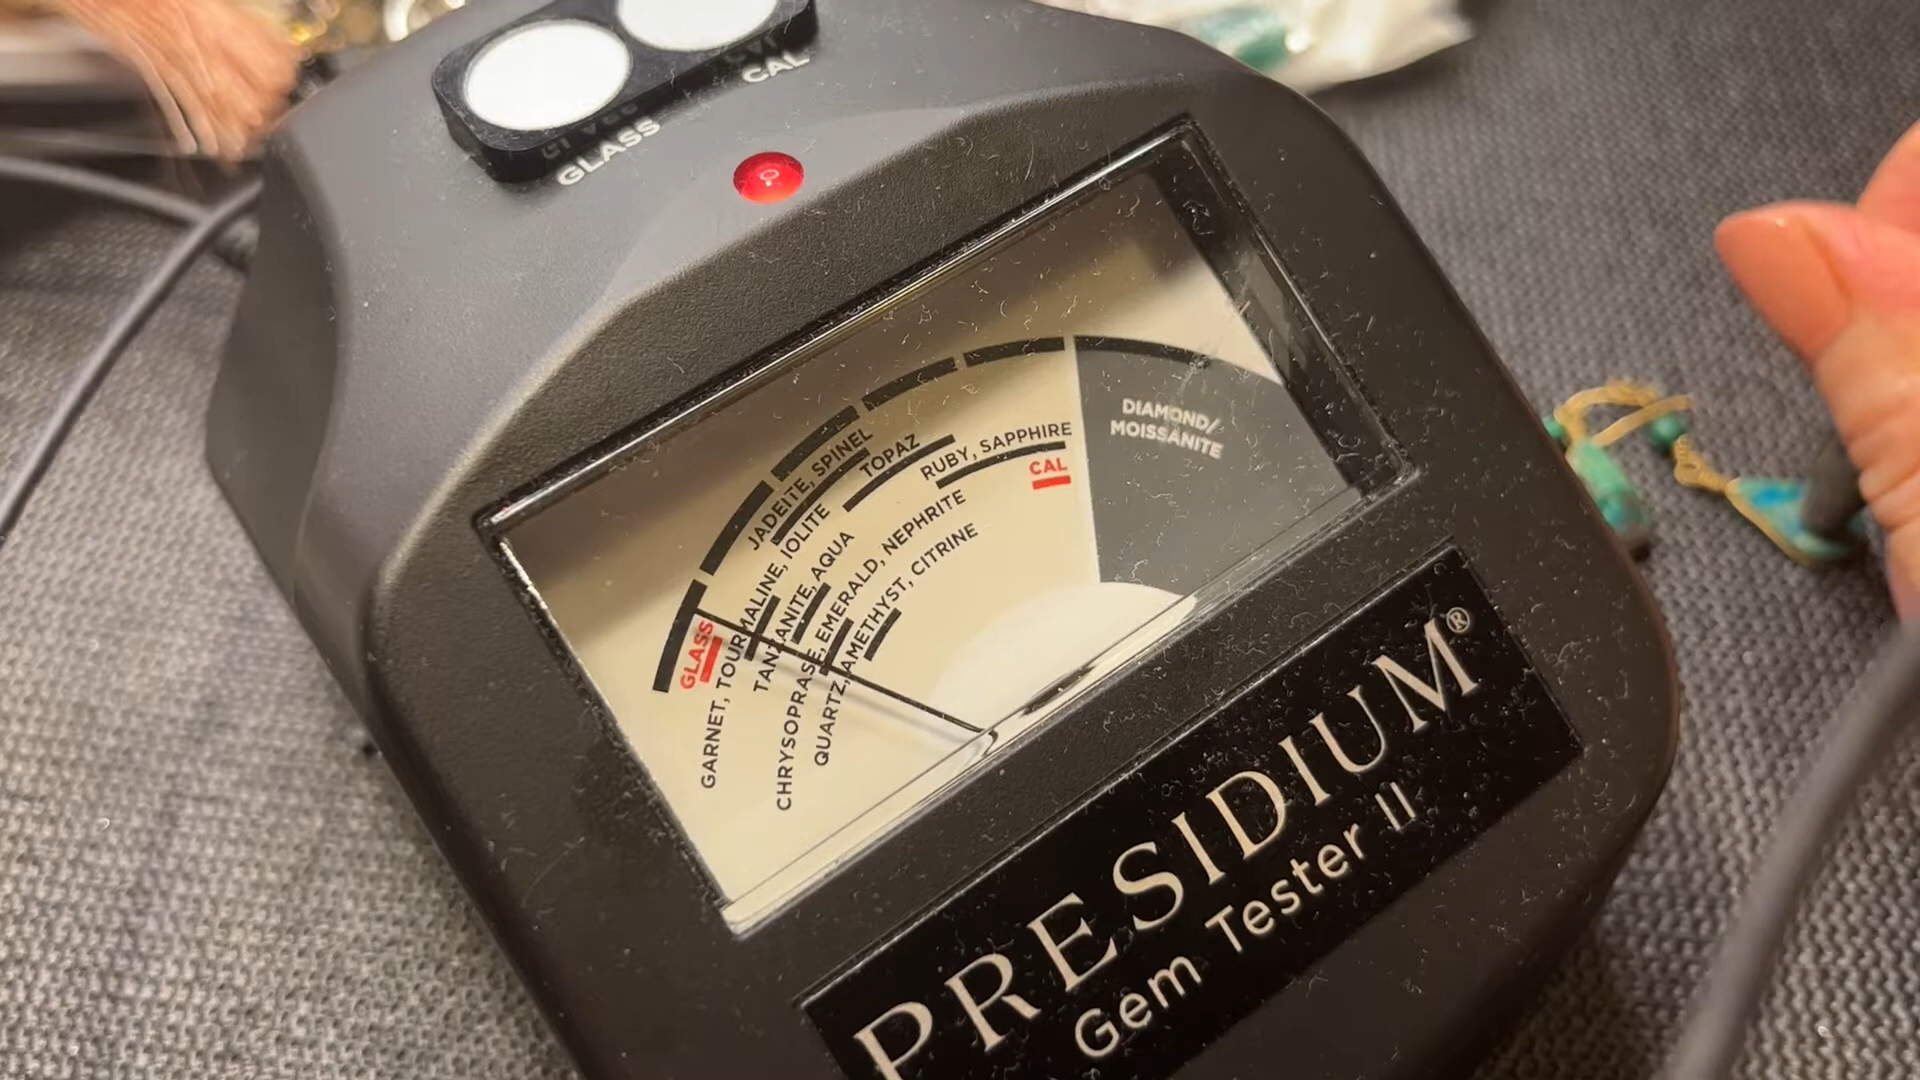 CAL
GLASS
DIAMOND/
MOISSANITE
JADEITE, SPINEL
TOPAZ
RUBY, SAPPHIRE
CAL
GLASS
GARNET, TOURMALINE, IOLITE
TANZANITE, AQUA
CHRYSOPRASE, EMERALD, NEPHRITE
QUARTZ, AMETHYST, CITRINE
PRESIDIUM®
Gem Tester II